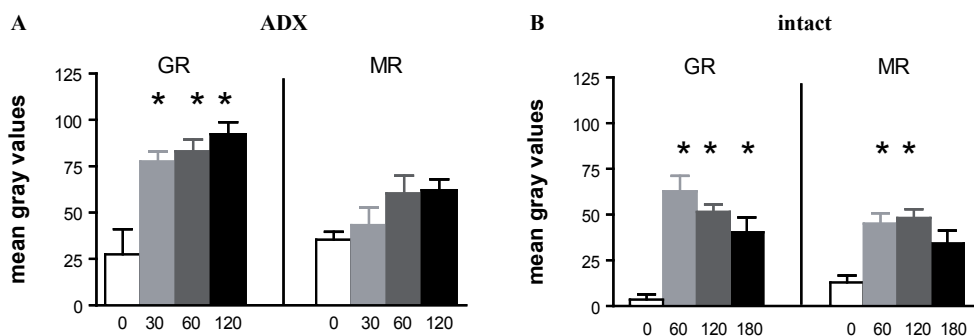 A ADX
GR MR
125
100
75
50
25
0
mean gray values
* * *
0 30 60 120 0 30 60 120
B intact
GR MR
125
100
75
50
25
0
mean gray values
* * * * *
0 60 120 180 0 60 120 180